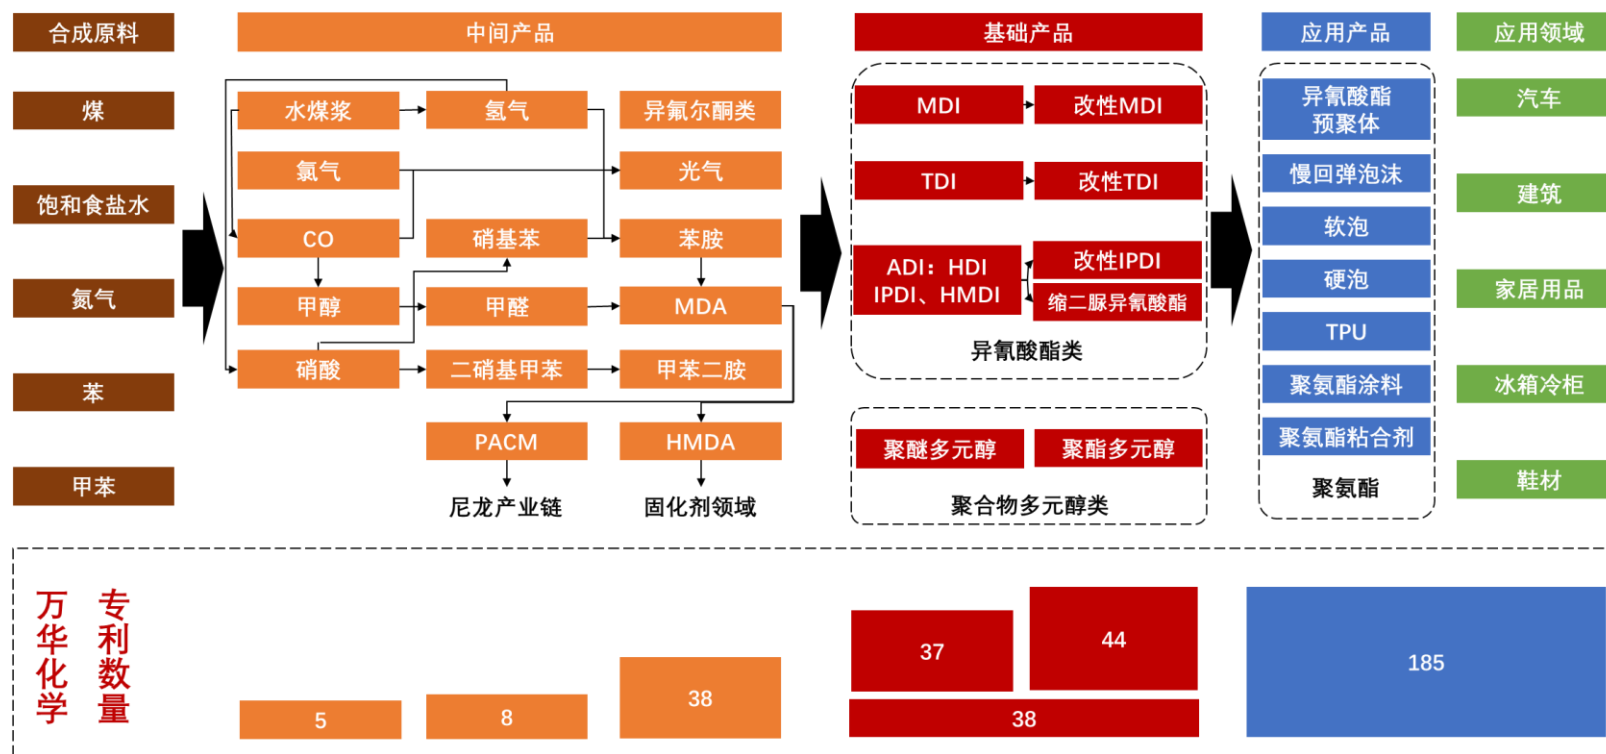 合成原料
中间产品
基础产品
应用产品
应用领域
煤
饱和食盐水
氮气
苯
甲苯
水煤浆
氢气
异氟尔酮类
氯气
光气
CO
硝基苯
苯胺
甲醇
甲醛
MDA
硝酸
二硝基甲苯
甲苯二胺
PACM
HMDA
尼龙产业链
固化剂领域
MDI
改性MDI
TDI
改性TDI
ADI：HDI
IPDI、HMDI
改性IPDI
缩二脲异氰酸酯
异氰酸酯类
聚醚多元醇
聚酯多元醇
聚合物多元醇类
异氰酸酯
预聚体
慢回弹泡沫
软泡
硬泡
TPU
聚氨酯涂料
聚氨酯粘合剂
聚氨酯
汽车
建筑
家居用品
冰箱冷柜
鞋材
万华化学
专利数量
5
8
38
37
44
38
185